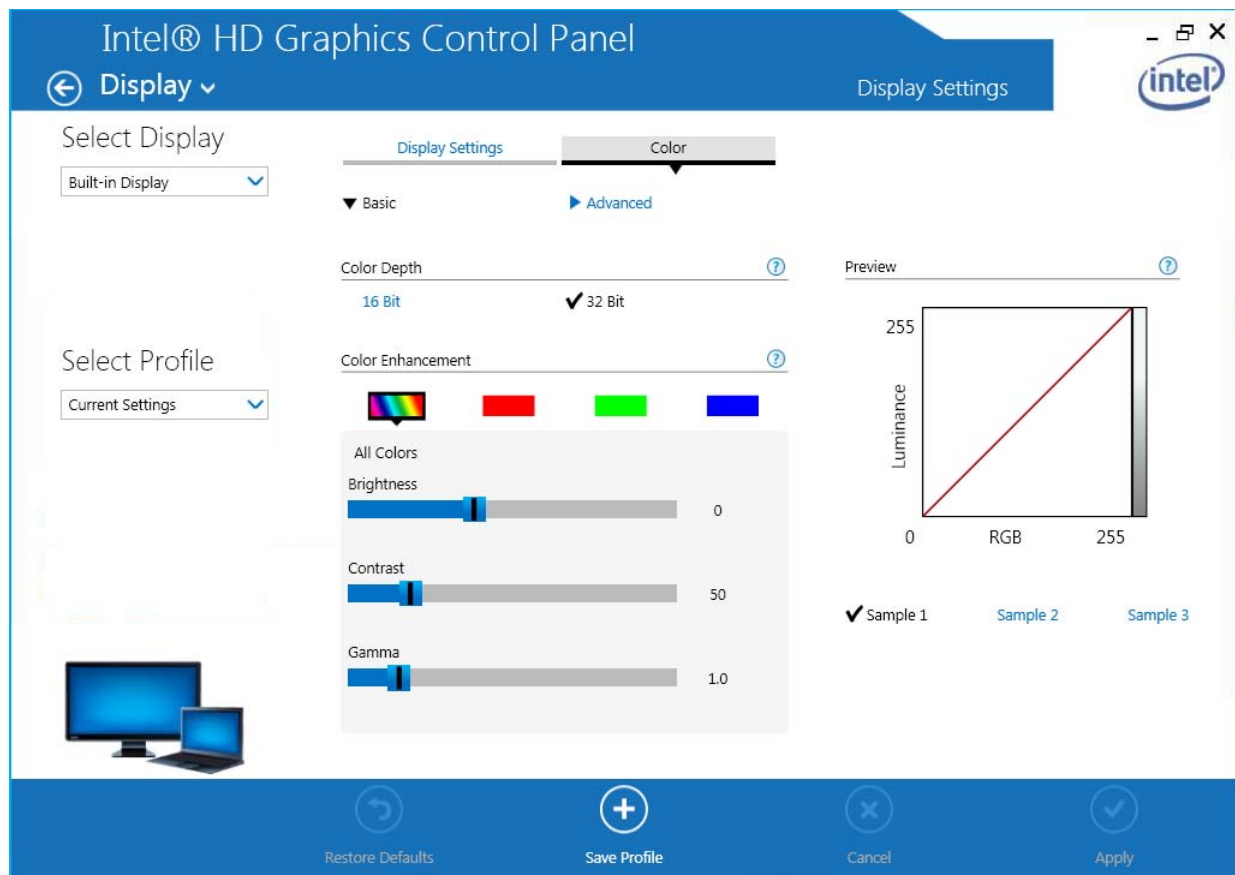 Intel® HD Graphics Control Panel
Display
Display Settings
intel
Select Display
Built-in Display
Display Settings
Color
Basic
Advanced
Color Depth
?
16 Bit
32 Bit
Preview
?
255
Luminance
0
RGB
255
Select Profile
Current Settings
Color Enhancement
?
All Colors
Brightness
0
Contrast
50
Gamma
1.0
Sample 1
Sample 2
Sample 3
Restore Defaults
Save Profile
Cancel
Apply